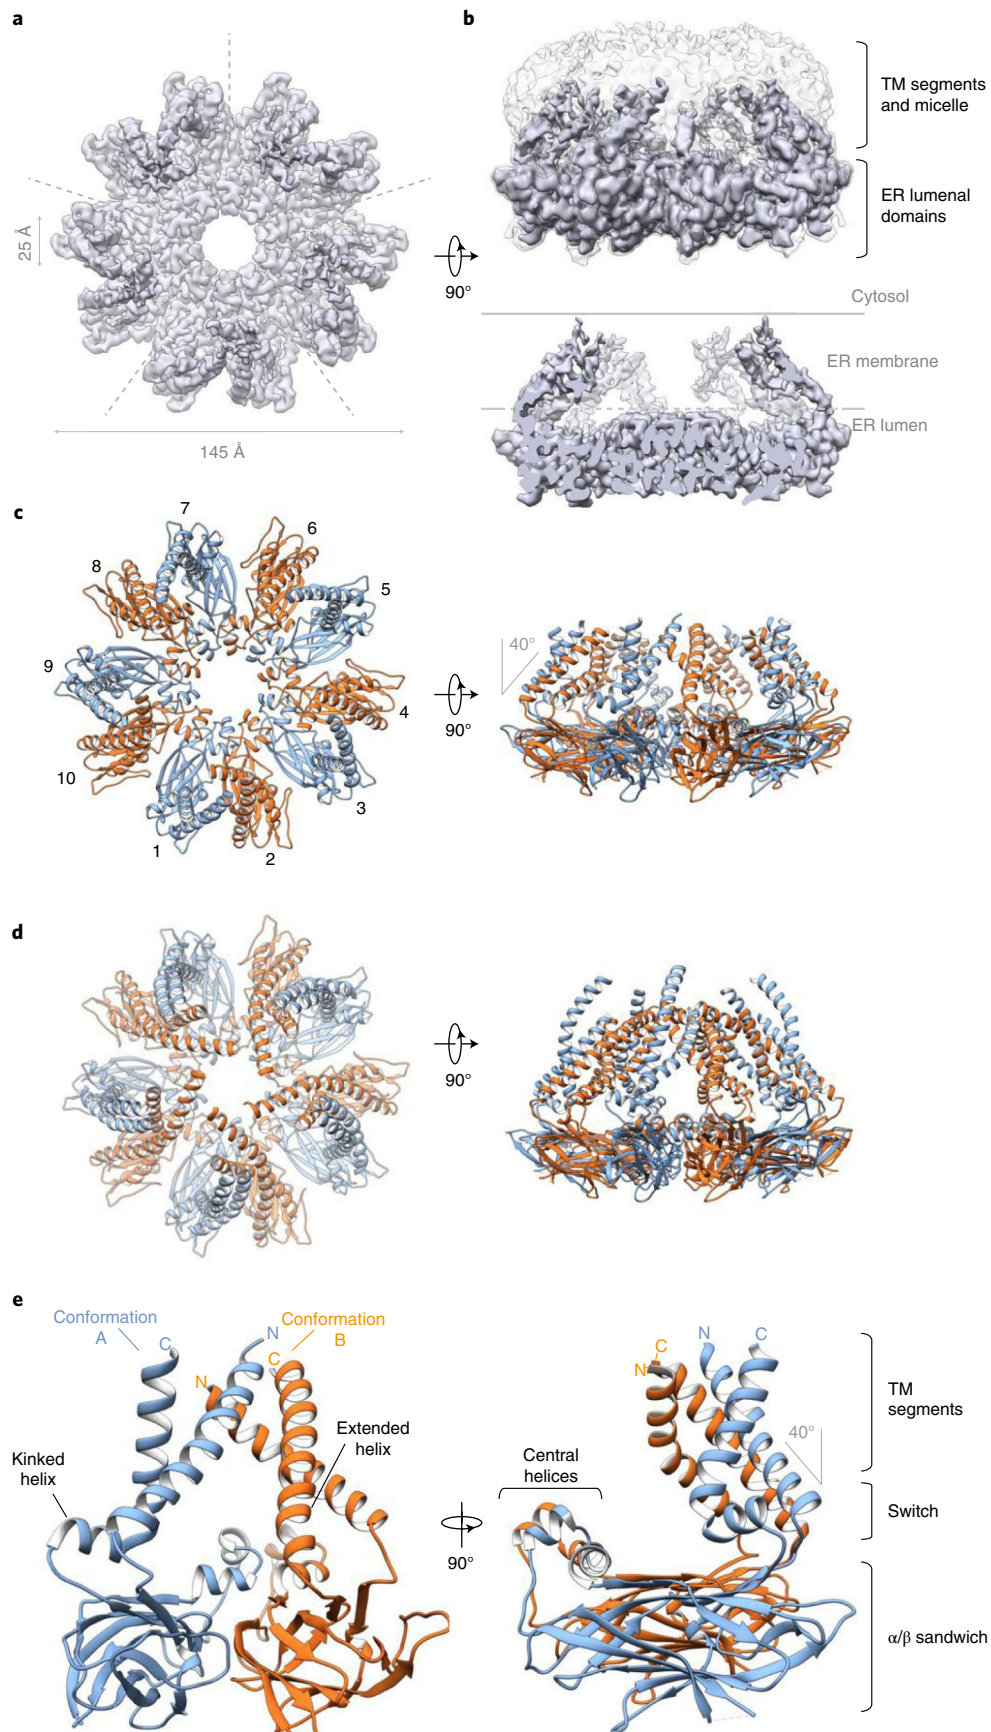 a
25 Å
145 Å
b
TM segments
and micelle
ER lumenal
domains
90°
Cytosol
ER membrane
ER lumen
c
7
6
8
5
9
4
10
3
1
2
90°
40°
d
90°
e
Conformation
A
C
N
N
C
Conformation
B
Kinked
helix
Extended
helix
90°
Central
helices
N
C
N
C
40°
TM
segments
Switch
α/β sandwich